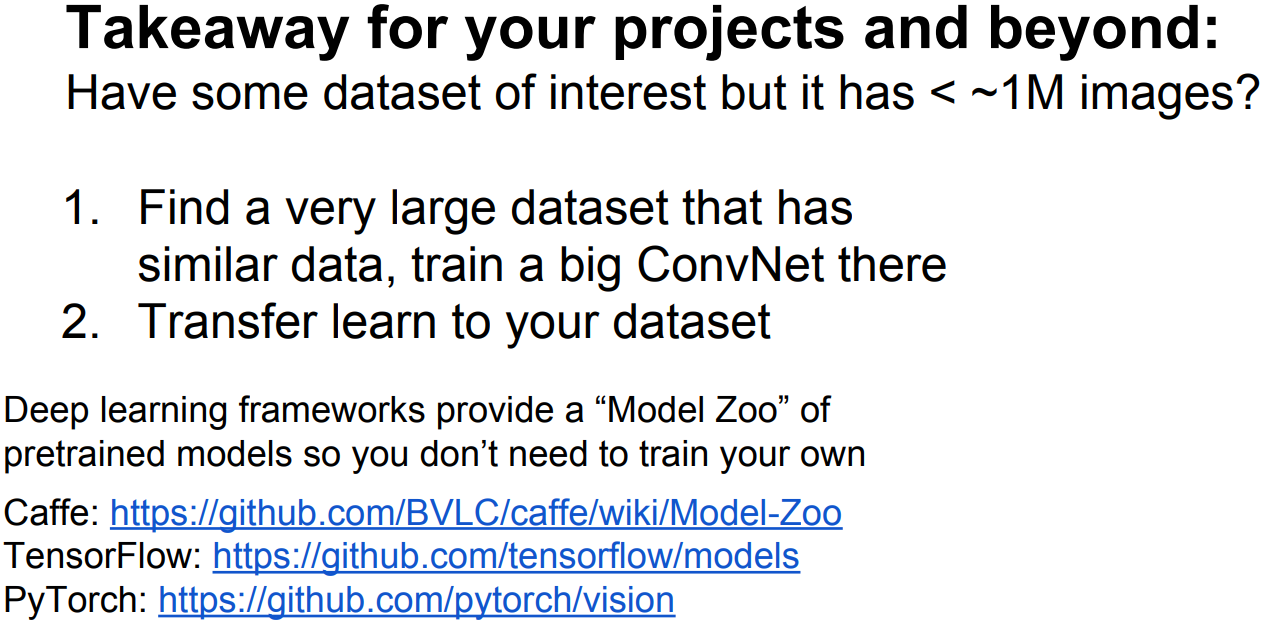 Takeaway for your projects and beyond:
Have some dataset of interest but it has < ~1M images?
1. Find a very large dataset that has
similar data, train a big ConvNet there
2. Transfer learn to your dataset
Deep learning frameworks provide a “Model Zoo” of
pretrained models so you don’t need to train your own
Caffe: https://github.com/BVLC/caffe/wiki/Model-Zoo
TensorFlow: https://github.com/tensorflow/models
PyTorch: https://github.com/pytorch/vision